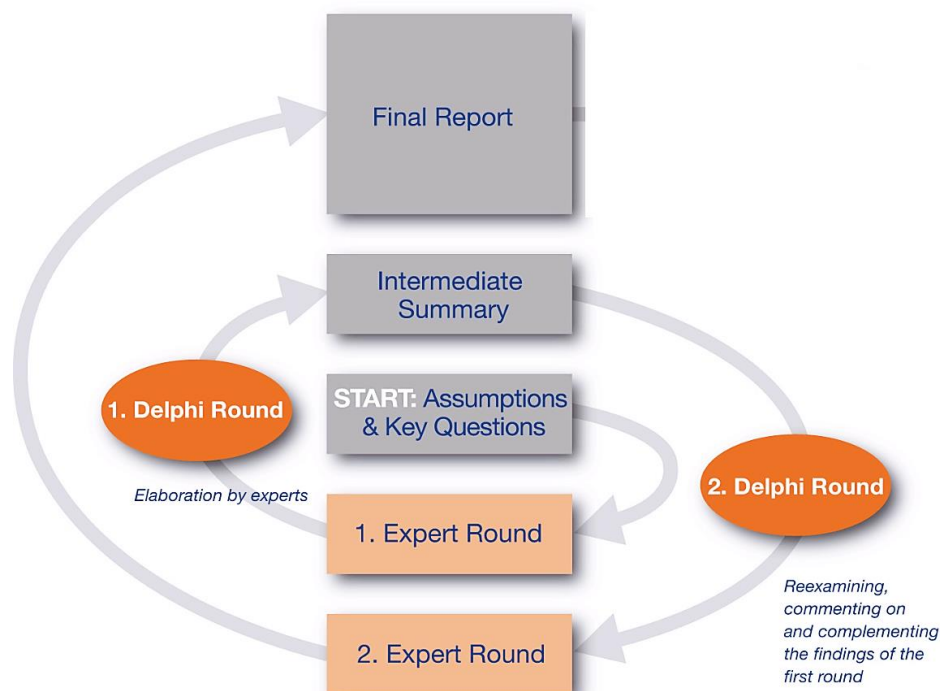 Final Report
Intermediate
Summary
START: Assumptions
& Key Questions
1. Delphi Round
Elaboration by experts
1. Expert Round
2. Delphi Round
Reexamining,
commenting on
and complementing
the findings of the
first round
2. Expert Round